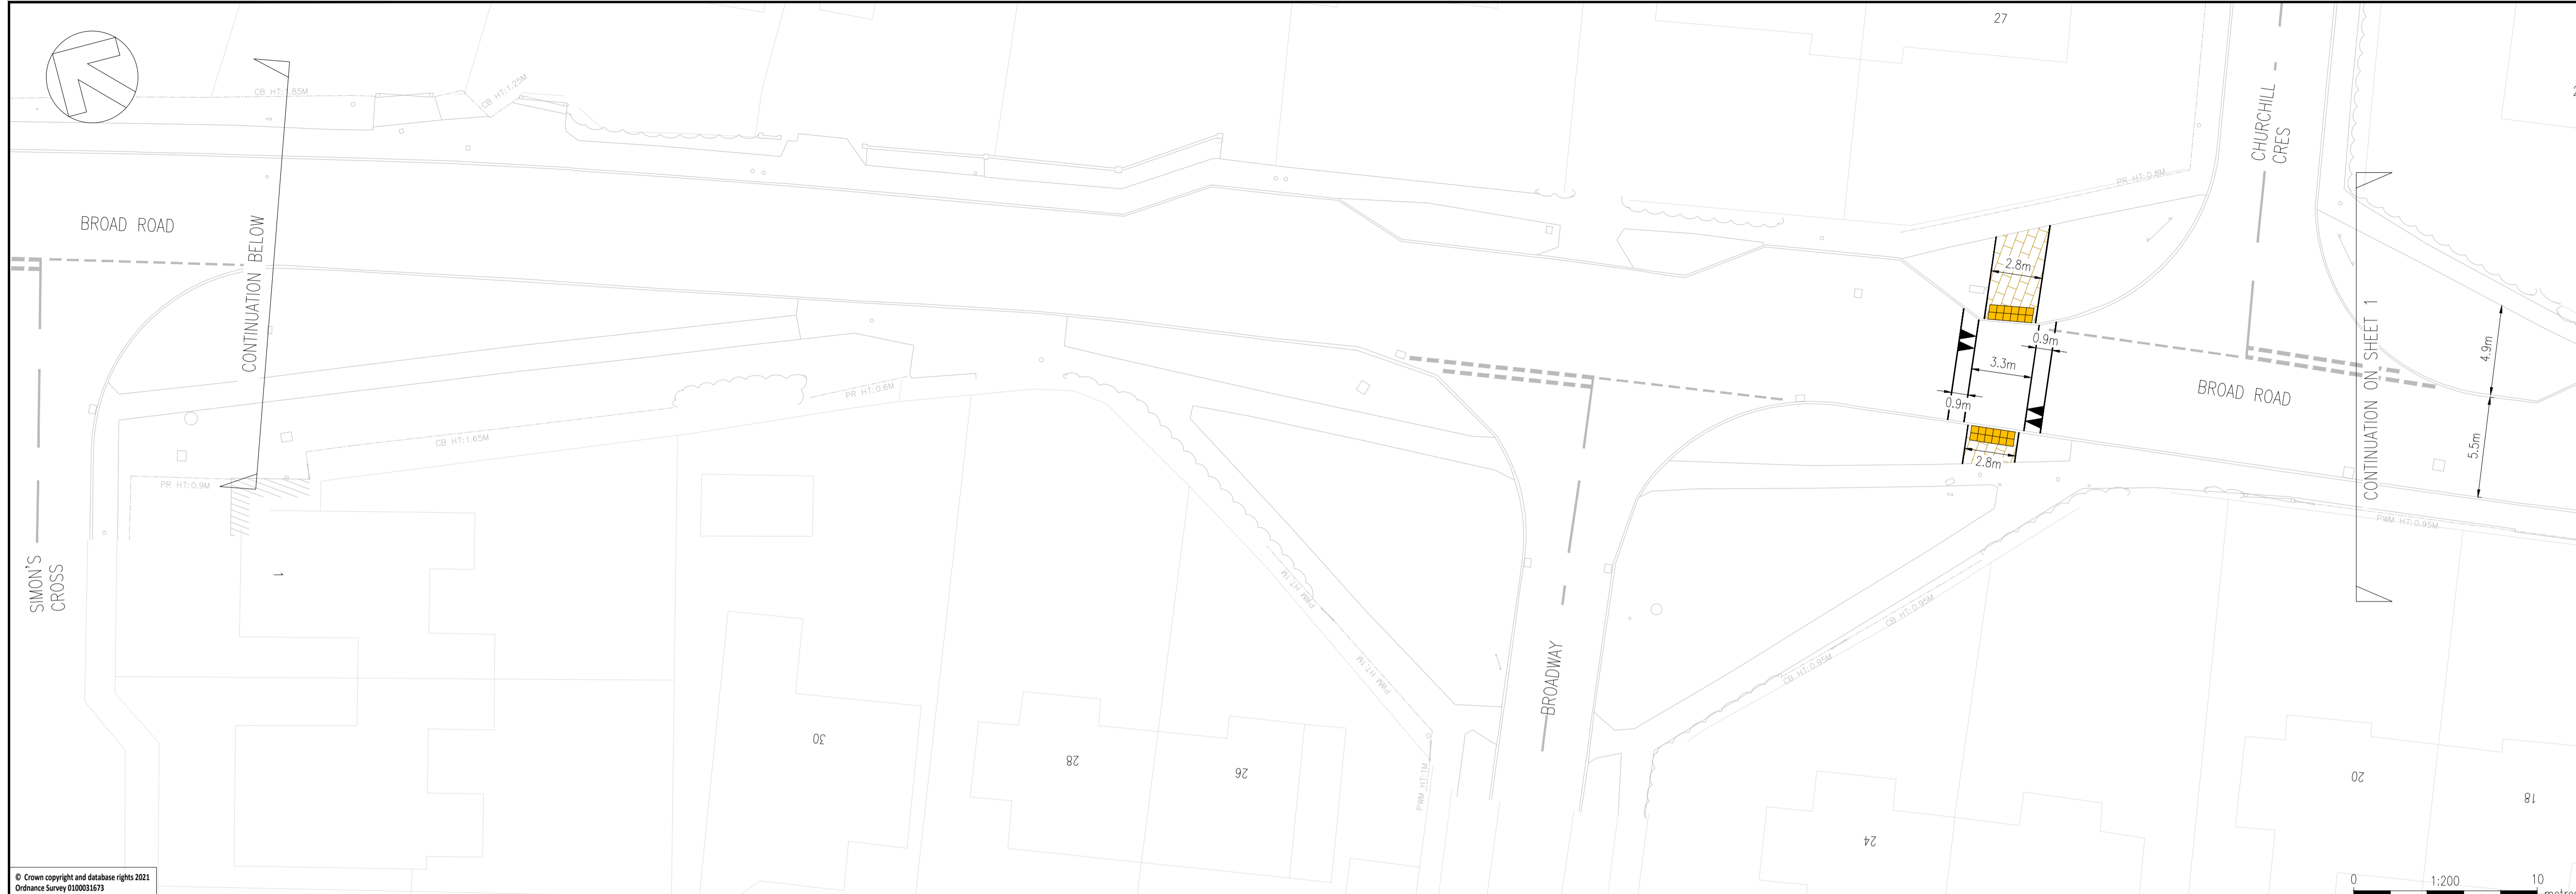 27
CB HT:1.85M
CB HT:1.25M
CHURCHILL
CRES
PR HT:0.8M
BROAD ROAD
CONTINUATION BELOW
2.8m
0.9m
3.3m
0.9m
2.8m
BROAD ROAD
CONTINUATION ON SHEET 1
4.9m
5.5m
PR HT:0.6M
CB HT:1.65M
PR HT:0.9M
PWM HT:0.95M
SIMON'S
CROSS
1
PWM HT:1M
PWM HT:1M
PWM HT:1M
CB HT:0.95M
CB HT:0.95M
BROADWAY
30
28
26
24
20
18
© Crown copyright and database rights 2021
Ordnance Survey 0100031673
0 1:200 10